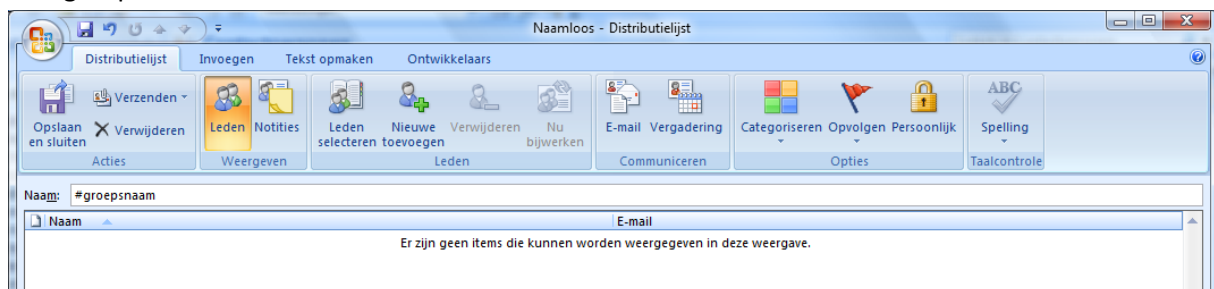 Naamloos - Distributielijst
Distributielijst Invoegen Tekst opmaken Ontwikkelaars
Opslaan en sluiten
Verzenden
Verwijderen
Acties
Leden Notities
Weergeven
Leden selecteren
Nieuwe toevoegen
Verwijderen
Nu bijwerken
Leden
E-mail Vergadering
Communiceren
Categoriseren Opvolgen Persoonlijk
Opties
ABC
Spelling
Taalcontrole
Naam: #groepsnaam
Naam E-mail
Er zijn geen items die kunnen worden weergegeven in deze weergave.